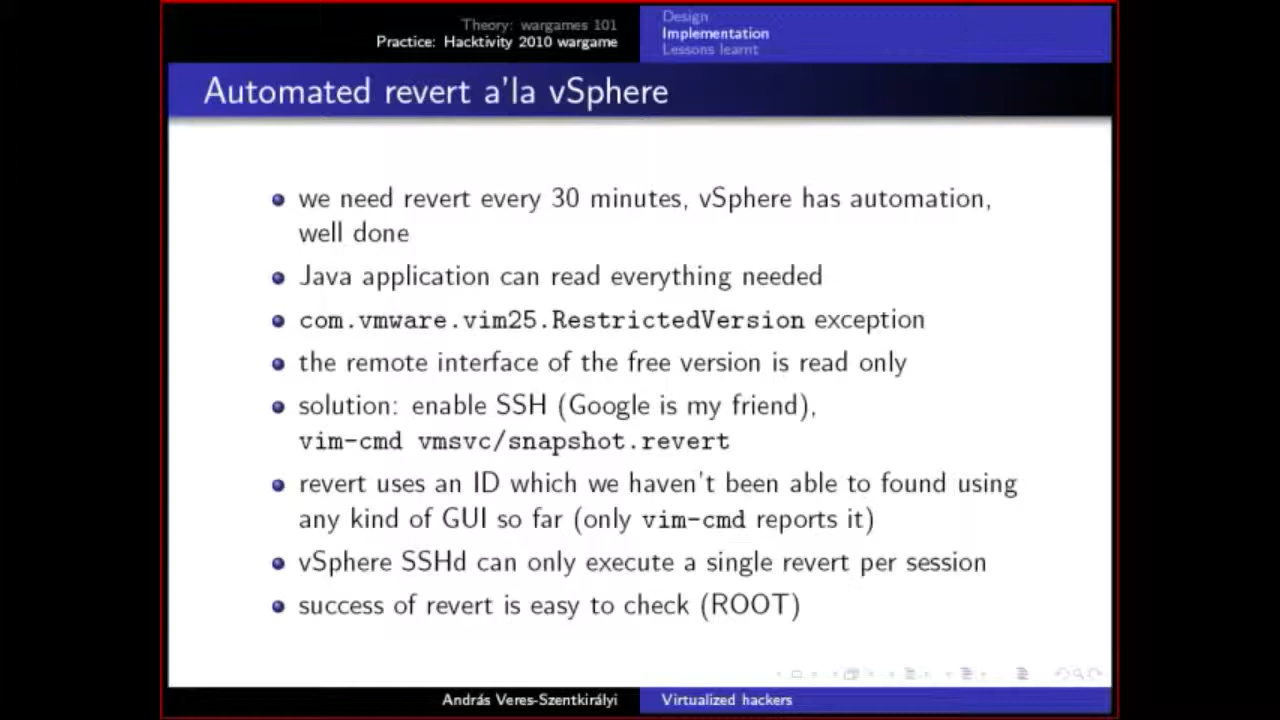 Theory: wargames 101
Practice: Hacktivity 2010 wargame
Design
Implementation
Lessons learnt
Automated revert a'la vSphere
we need revert every 30 minutes, vSphere has automation,
well done
Java application can read everything needed
com.vmware.vim25.RestrictedVersion exception
the remote interface of the free version is read only
solution: enable SSH (Google is my friend),
vim-cmd vmsvc/snapshot.revert
revert uses an ID which we haven't been able to found using
any kind of GUI so far (only vim-cmd reports it)
vSphere SSHd can only execute a single revert per session
success of revert is easy to check (ROOT)
András Veres-Szentkirályi
Virtualized hackers